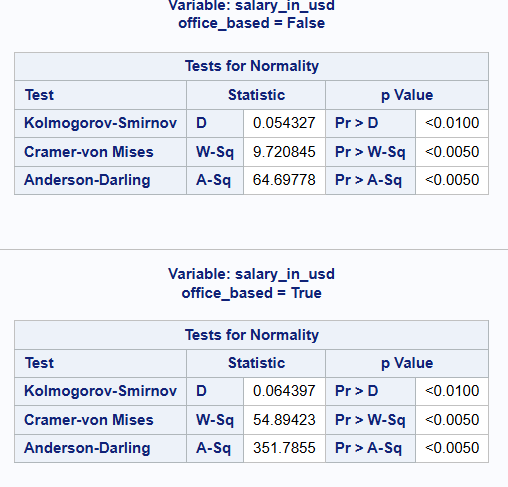 Variable: salary_in_usd
office_based = False
Tests for Normality
Test Statistic p Value
Kolmogorov-Smirnov D 0.054327 Pr > D <0.0100
Cramer-von Mises W-Sq 9.720845 Pr > W-Sq <0.0050
Anderson-Darling A-Sq 64.69778 Pr > A-Sq <0.0050
Variable: salary_in_usd
office_based = True
Tests for Normality
Test Statistic p Value
Kolmogorov-Smirnov D 0.064397 Pr > D <0.0100
Cramer-von Mises W-Sq 54.89423 Pr > W-Sq <0.0050
Anderson-Darling A-Sq 351.7855 Pr > A-Sq <0.0050